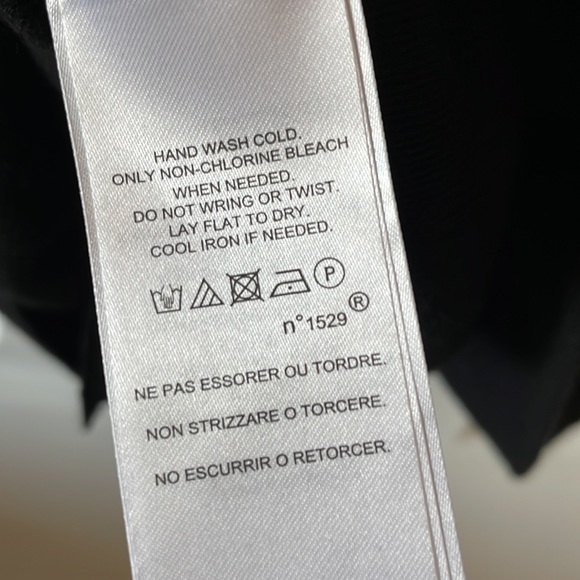 HAND WASH COLD.
ONLY NON-CHLORINE BLEACH
WHEN NEEDED.
DO NOT WRING OR TWIST.
LAY FLAT TO DRY.
COOL IRON IF NEEDED.
P
n°1529®
NE PAS ESSORER OU TORDRE.
NON STRIZZARE O TORCERE.
NO ESCURRIR O RETORCER.